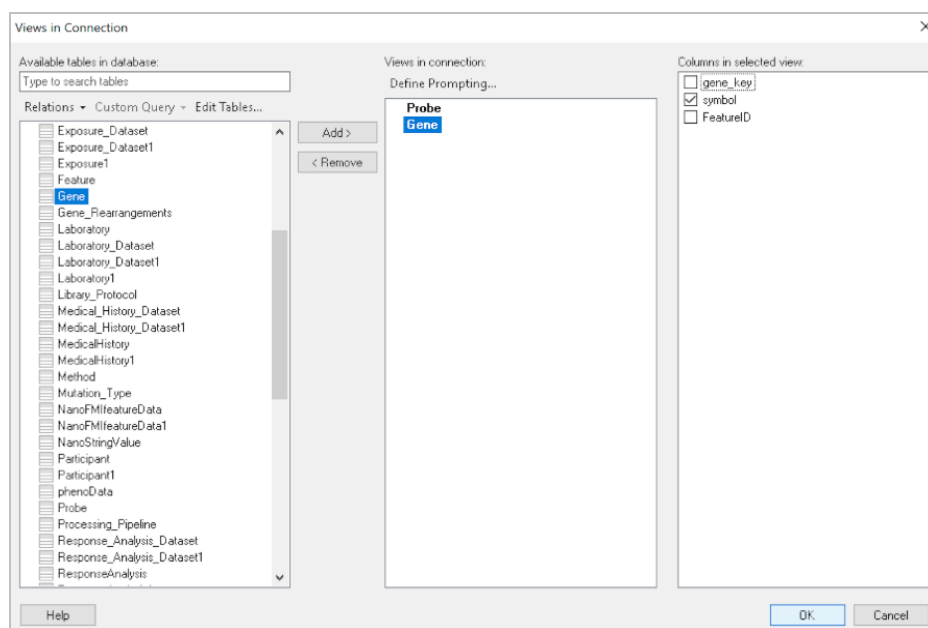 Views in Connection
Available tables in database:
Type to search tables
Relations Custom Query Edit Tables...
Exposure_Dataset
Exposure_Dataset1
Exposure1
Feature
Gene
Gene_Rearrangements
Laboratory
Laboratory_Dataset
Laboratory_Dataset1
Laboratory1
Library_Protocol
Medical_History_Dataset
Medical_History_Dataset1
MedicalHistory
MedicalHistory1
Method
Mutation_Type
NanoFMIfeatureData
NanoFMIfeatureData1
NanoStringValue
Participant
Participant1
phenoData
Probe
Processing_Pipeline
Response_Analysis_Dataset
Response_Analysis_Dataset1
ResponseAnalysis
Add >
< Remove
Views in connection:
Define Prompting...
Probe
Gene
Columns in selected view:
gene_key
symbol
FeatureID
Help
OK
Cancel